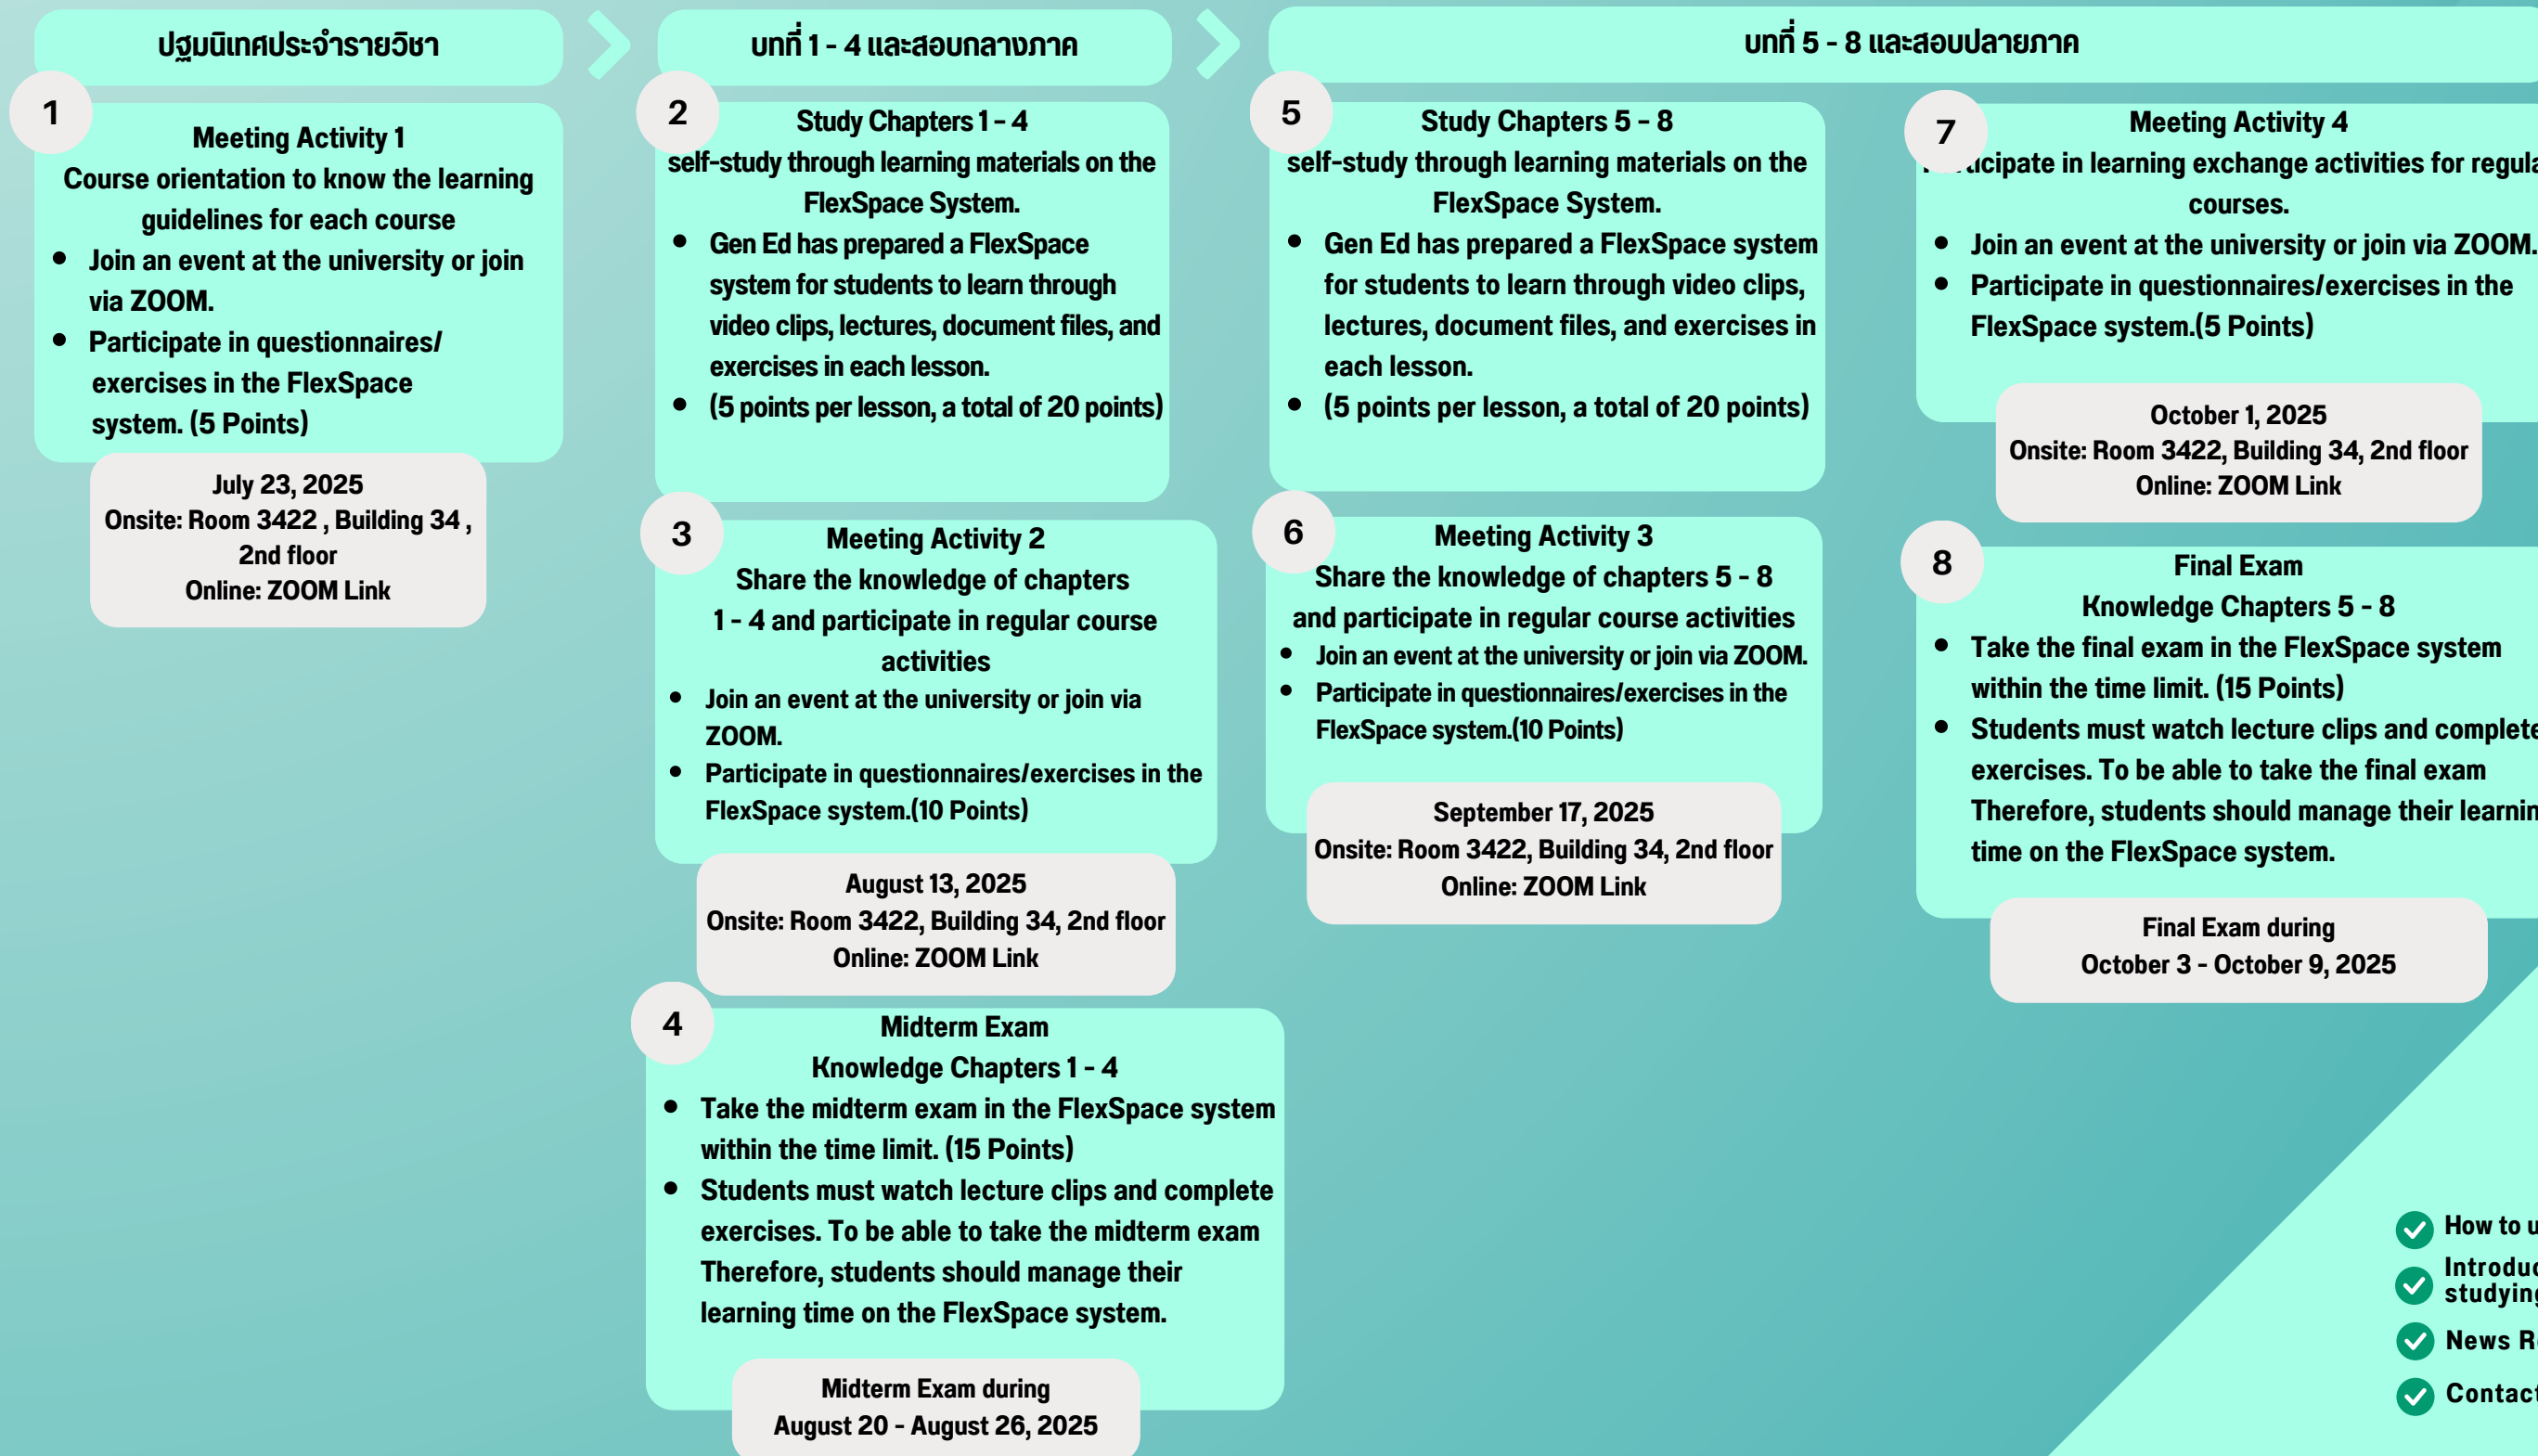 ปฐมนิเทศประจำรายวิชา
1
Meeting Activity 1
Course orientation to know the learning
guidelines for each course
• Join an event at the university or join
via ZOOM.
• Participate in questionnaires/
exercises in the FlexSpace
system. (5 Points)
July 23, 2025
Onsite: Room 3422 , Building 34 ,
2nd floor
Online: ZOOM Link
บทที่ 1 - 4 และสอบกลางภาค
2
Study Chapters 1 - 4
self-study through learning materials on the
FlexSpace System.
• Gen Ed has prepared a FlexSpace
system for students to learn through
video clips, lectures, document files, and
exercises in each lesson.
• (5 points per lesson, a total of 20 points)
3
Meeting Activity 2
Share the knowledge of chapters
1 - 4 and participate in regular course
activities
• Join an event at the university or join via
ZOOM.
• Participate in questionnaires/exercises in the
FlexSpace system.(10 Points)
August 13, 2025
Onsite: Room 3422, Building 34, 2nd floor
Online: ZOOM Link
4
Midterm Exam
Knowledge Chapters 1 - 4
• Take the midterm exam in the FlexSpace system
within the time limit. (15 Points)
• Students must watch lecture clips and complete
exercises. To be able to take the midterm exam
Therefore, students should manage their
learning time on the FlexSpace system.
Midterm Exam during
August 20 - August 26, 2025
บทที่ 5 - 8 และสอบปลายภาค
5
Study Chapters 5 - 8
self-study through learning materials on the
FlexSpace System.
• Gen Ed has prepared a FlexSpace system
for students to learn through video clips,
lectures, document files, and exercises in
each lesson.
• (5 points per lesson, a total of 20 points)
6
Meeting Activity 3
Share the knowledge of chapters 5 - 8
and participate in regular course activities
• Join an event at the university or join via ZOOM.
• Participate in questionnaires/exercises in the
FlexSpace system.(10 Points)
September 17, 2025
Onsite: Room 3422, Building 34, 2nd floor
Online: ZOOM Link
7
Meeting Activity 4
in learning exchange activities for
courses.
• Join an event at the university or join via ZOOM.
• Participate in questionnaires/exercises in the
FlexSpace system.(5 Points)
October 1, 2025
Onsite: Room 3422, Building 34, 2nd floor
Online: ZOOM Link
8
Final Exam
Knowledge Chapters 5 - 8
• Take the final exam in the FlexSpace system
within the time limit. (15 Points)
• Students must watch lecture clips and complete
exercises. To be able to take the final exam
Therefore, students should manage their
time on the FlexSpace system.
Final Exam during
October 3 - October 9, 2025
How to
studying
News
Contact